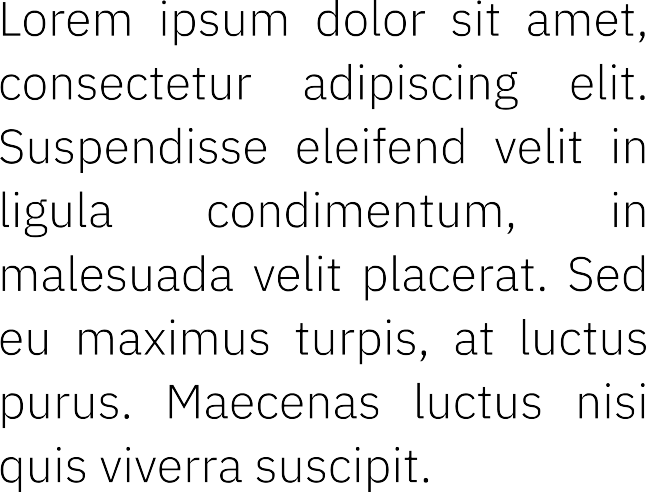 Lorem ipsum dolor sit amet,
consectetur adipiscing elit.
Suspendisse eleifend velit in
ligula condimentum, in
malesuada velit placerat. Sed
eu maximus turpis, at luctus
purus. Maecenas luctus nisi
quis viverra suscipit.